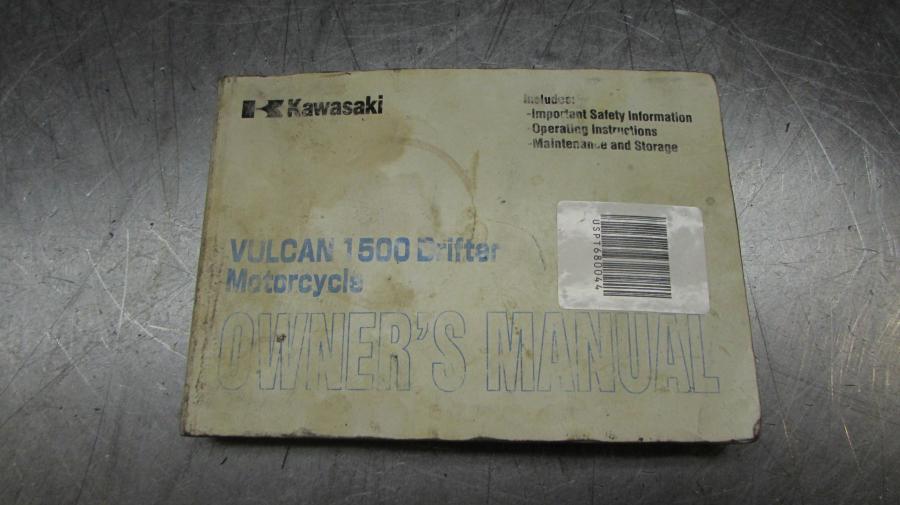 Kawasaki
Includes:
-Important Safety Information
-Operating Instructions
-Maintenance and Storage
USPT680044
VULCAN 1500 Drifter
Motorcycle
OWNER'S MANUAL